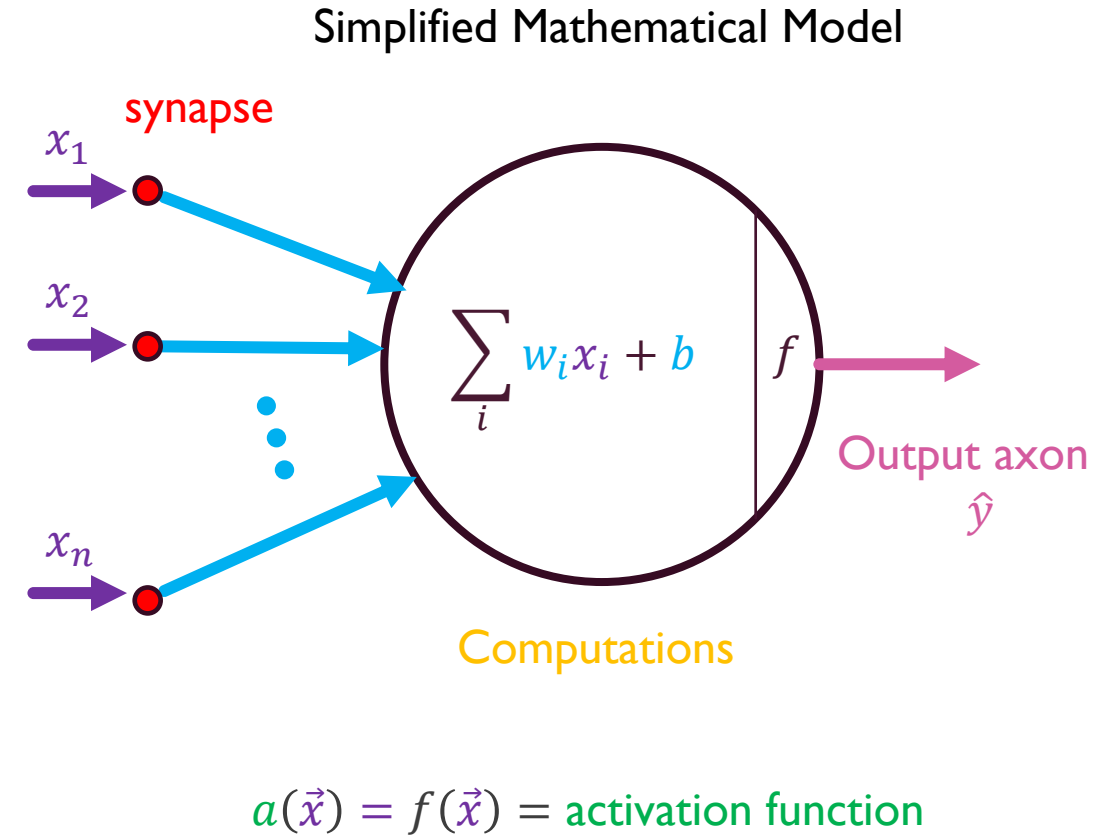 Simplified Mathematical Model
synapse
x₁
x₂
xₙ
∑ᵢ wᵢxᵢ + b
f
Output axon
ŷ
Computations
a(x⃗) = f(x⃗) = activation function